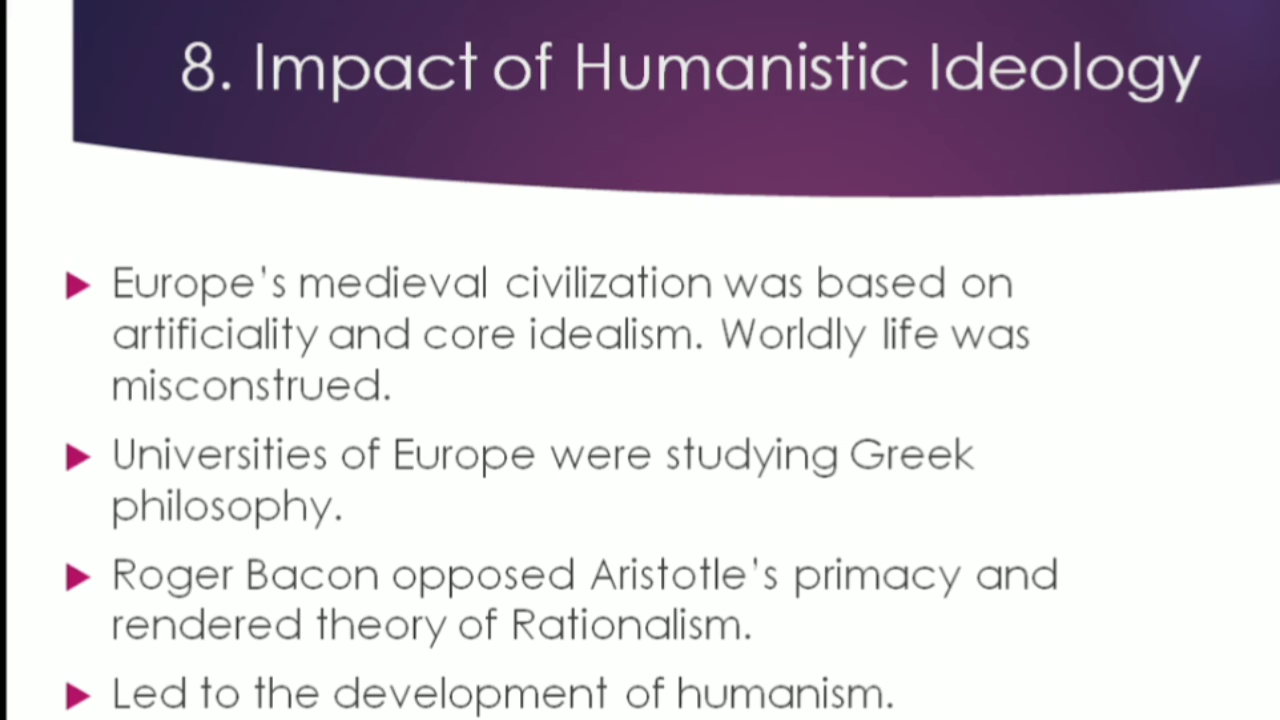 8. Impact of Humanistic Ideology
Europe's medieval civilization was based on
artificiality and core idealism. Worldly life was
misconstrued.
Universities of Europe were studying Greek
philosophy.
Roger Bacon opposed Aristotle's primacy and
rendered theory of Rationalism.
Led to the development of humanism.